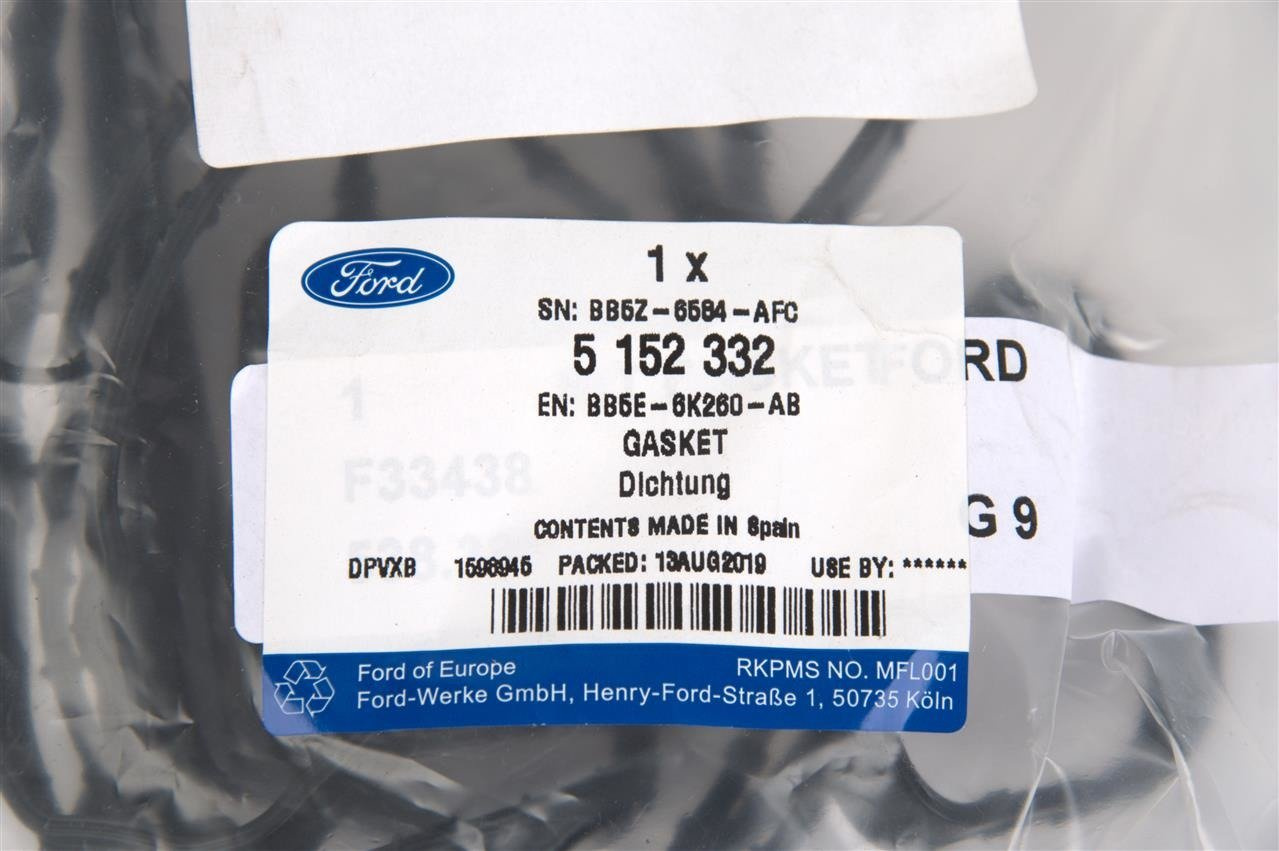 Ford
1 x
SN: BB5Z-6584-AFC
5 152 332
EN: BB5E-6K260-AB
GASKET
Dichtung
CONTENTS MADE IN Spain
DPVXB 1598945 PACKED: 13AUG2019 USE BY: ******
Ford of Europe RKPMS NO. MFL001
Ford-Werke GmbH, Henry-Ford-Straße 1, 50735 Köln
1
FORD
F33438
G 9